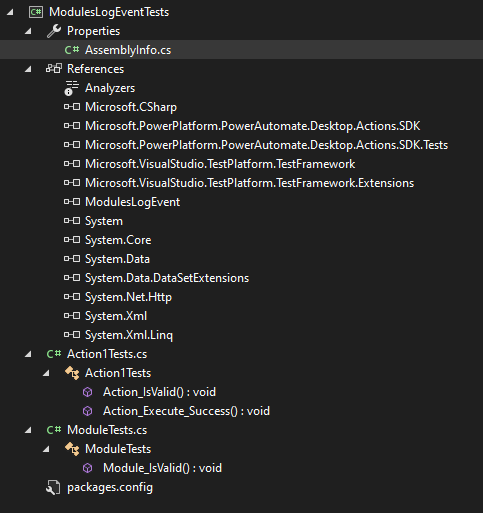 ModulesLogEventTests
Properties
C# AssemblyInfo.cs
References
Analyzers
Microsoft.CSharp
Microsoft.PowerPlatform.PowerAutomate.Desktop.Actions.SDK
Microsoft.PowerPlatform.PowerAutomate.Desktop.Actions.SDK.Tests
Microsoft.VisualStudio.TestPlatform.TestFramework
Microsoft.VisualStudio.TestPlatform.TestFramework.Extensions
ModulesLogEvent
System
System.Core
System.Data
System.Data.DataSetExtensions
System.Net.Http
System.Xml
System.Xml.Linq
C# Action1Tests.cs
Action1Tests
Action_IsValid() : void
Action_Execute_Success() : void
C# ModuleTests.cs
ModuleTests
Module_IsValid() : void
packages.config